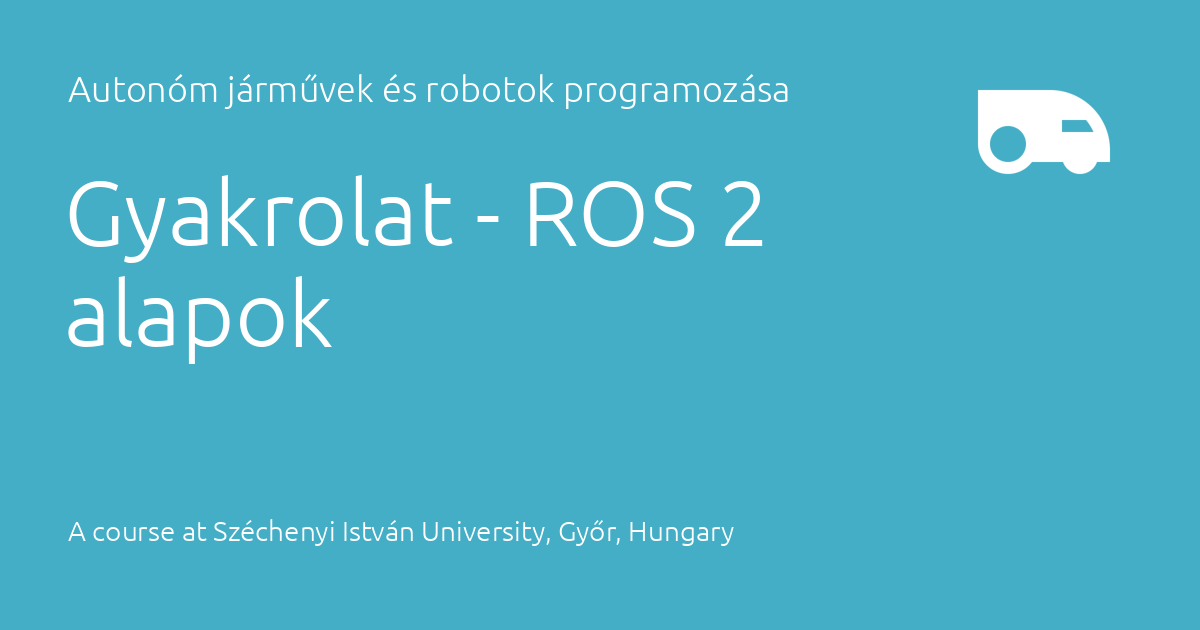 Autonóm járművek és robotok programozása
Gyakrolat - ROS 2
alapok
A course at Széchenyi István University, Győr, Hungary